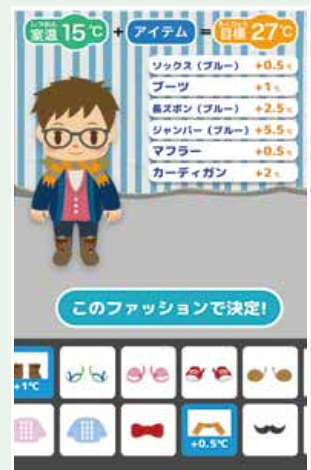 しつおん もくひょう
室温 15℃ + アイテム = 目標 27℃
ソックス（ブルー） +0.5℃
ブーツ +1℃
長ズボン（ブルー） +2.5℃
ジャンパー（ブルー） +5.5℃
マフラー +0.5℃
カーディガン +2℃
このファッションで決定!
+1℃
+0.5℃